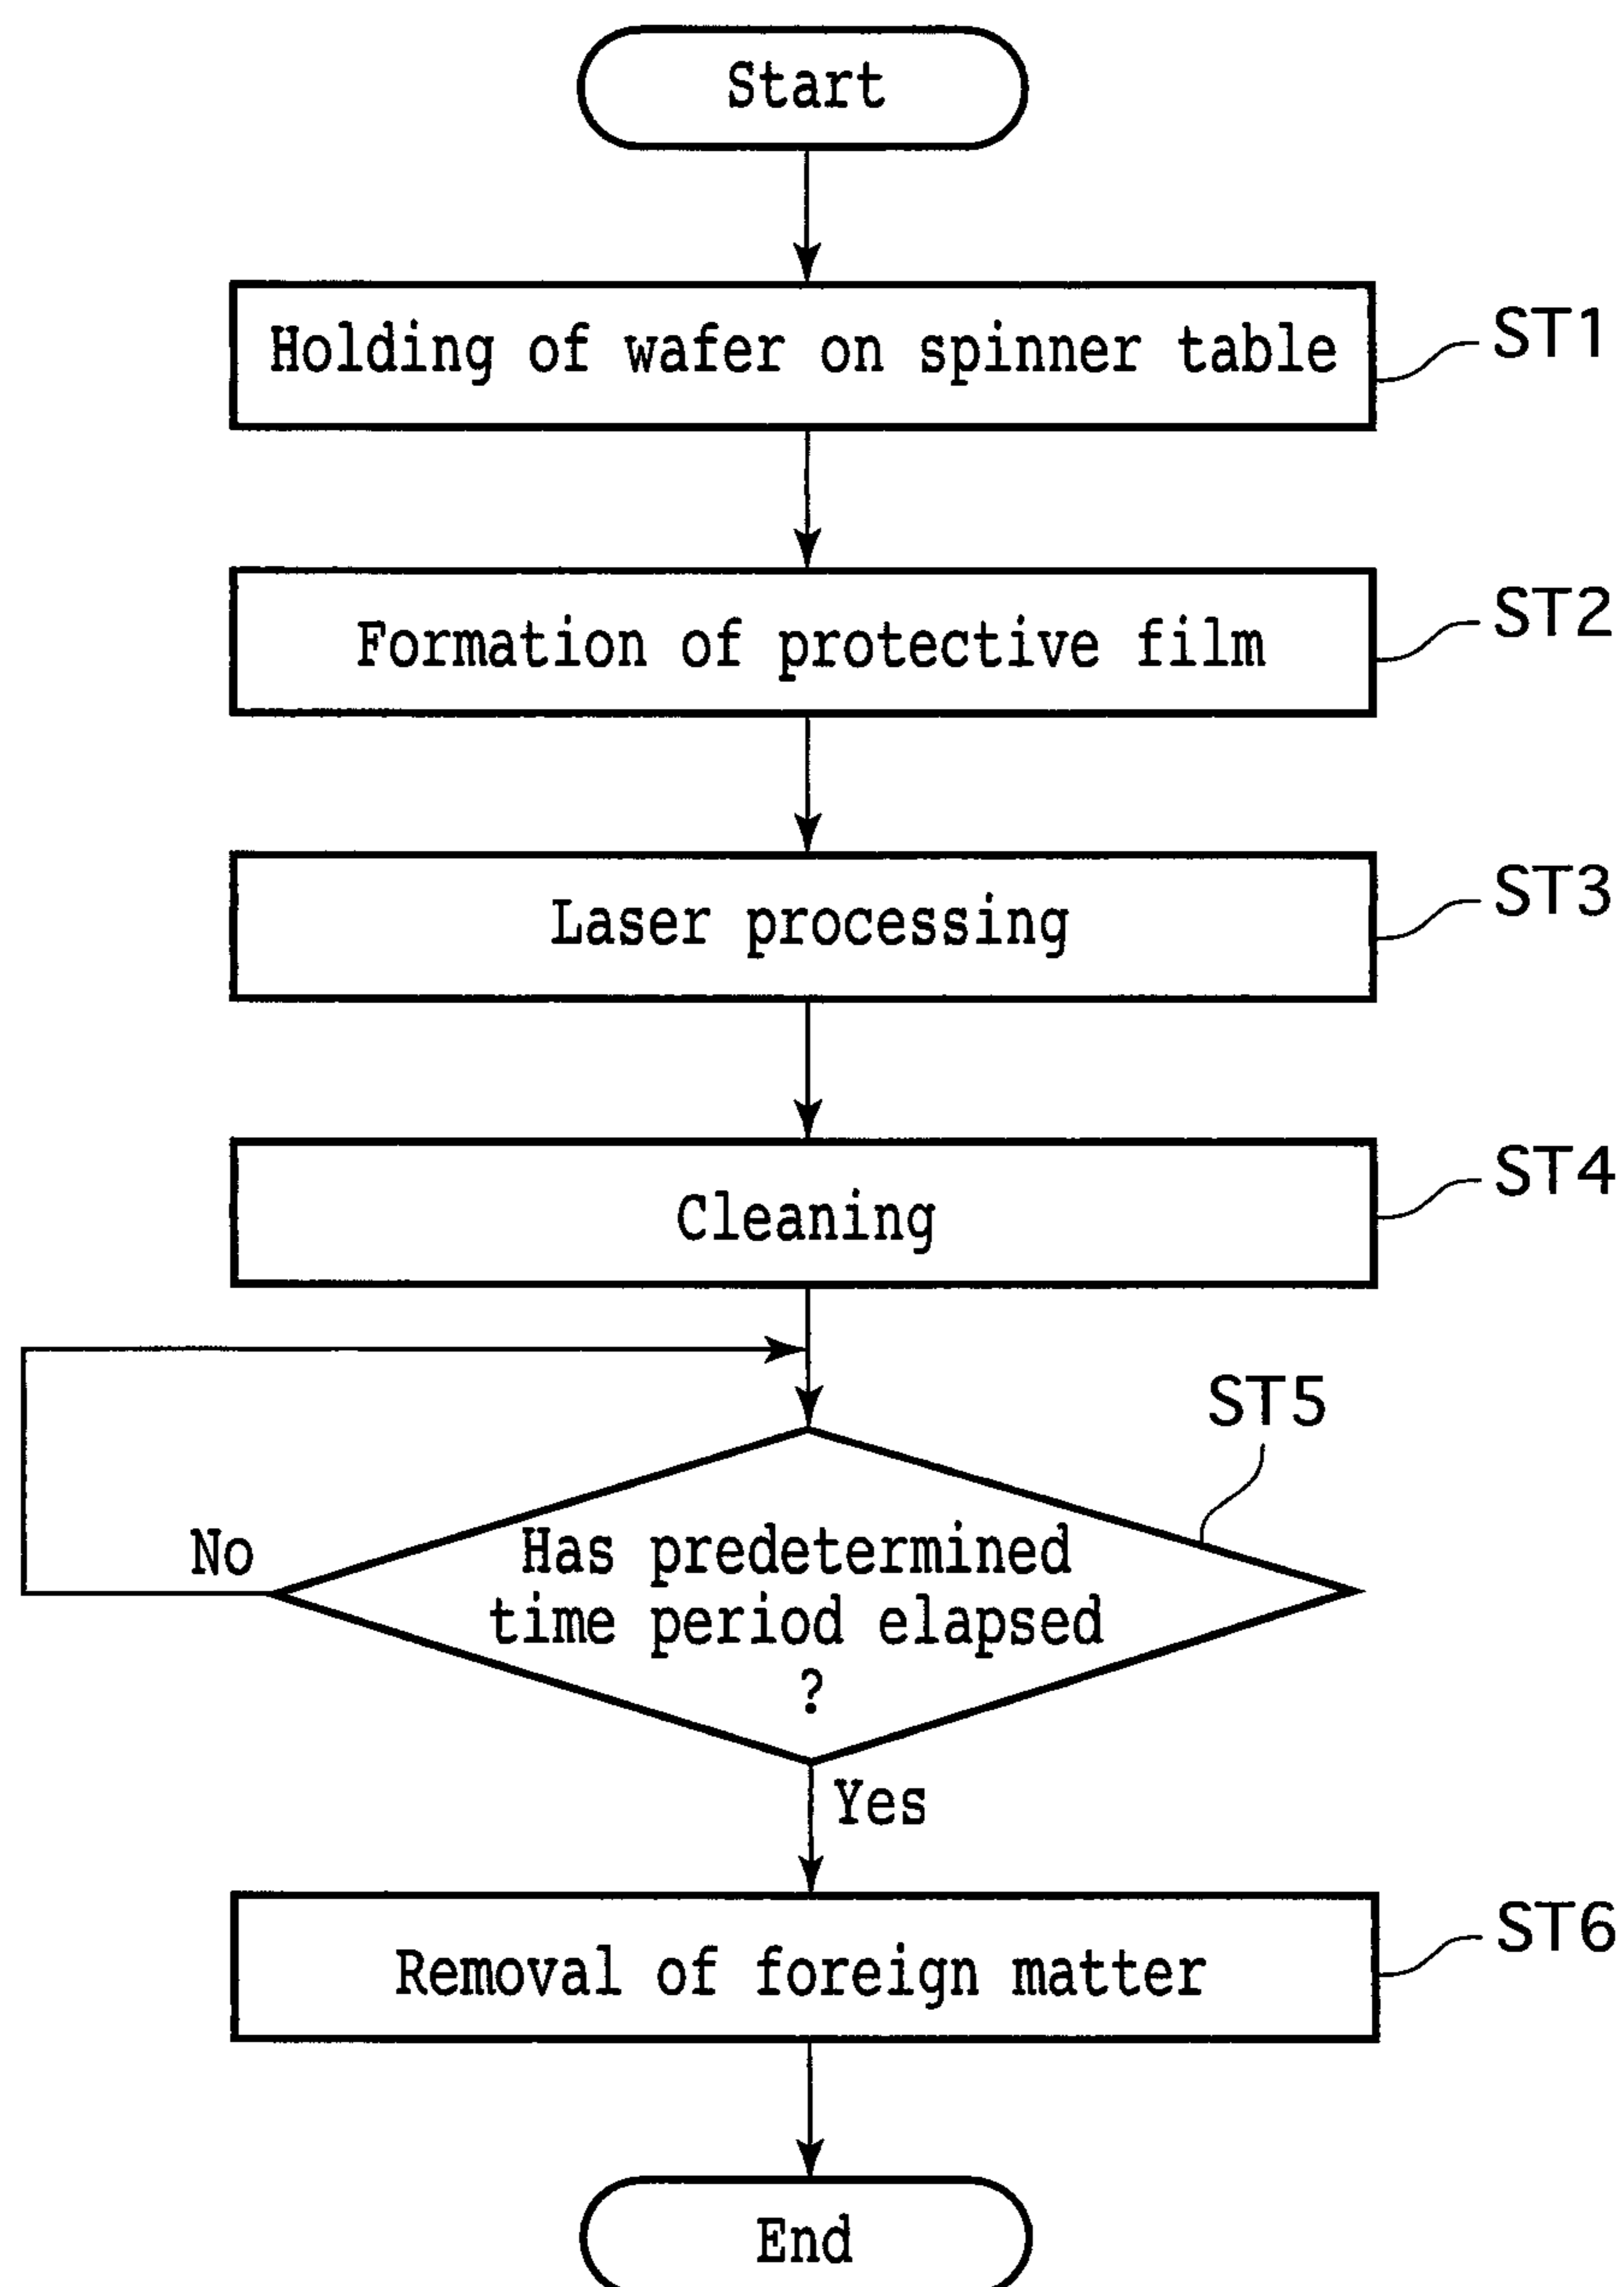 Start
Holding of wafer on spinner table
ST1
Formation of protective film
ST2
Laser processing
ST3
Cleaning
ST4
ST5
Has predetermined
time period elapsed
?
No
Yes
Removal of foreign matter
ST6
End